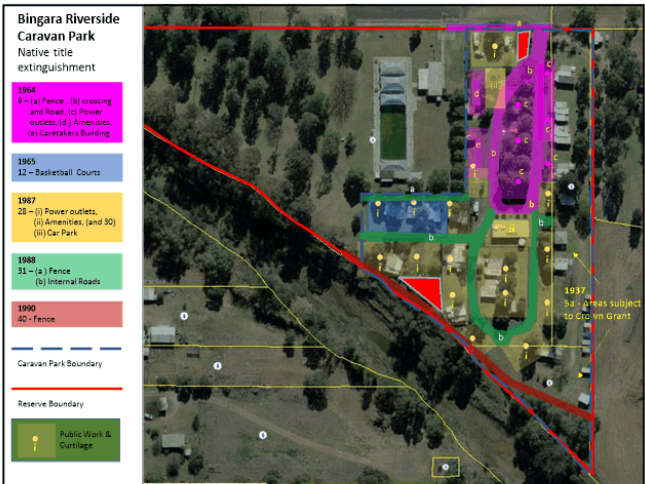 Bingara Riverside
Caravan Park
Native title
extinguishment
1964
9 – (a) Fence , (b) crossing
and Road, (c) Power
outlets, (d ) Amenities,
(e) Caretakers Building
1965
12 – Basketball Courts
1987
28 – (i) Power outlets,
(ii) Amenities, (and 30)
(iii) Car Park
1988
31 – (a ) Fence
(b) Internal Roads
1990
40 - Fence
Caravan Park Boundary
Reserve Boundary
i
Public Work &
Curtilage
a
i
b
c
iii
d
c
b
c
e
b
c
c
i
b
a
i
i
i
i
b
b
ii
i
i
i
i
i
i
i
i
b
i
1937
5a - Areas subject
to Crown Grant